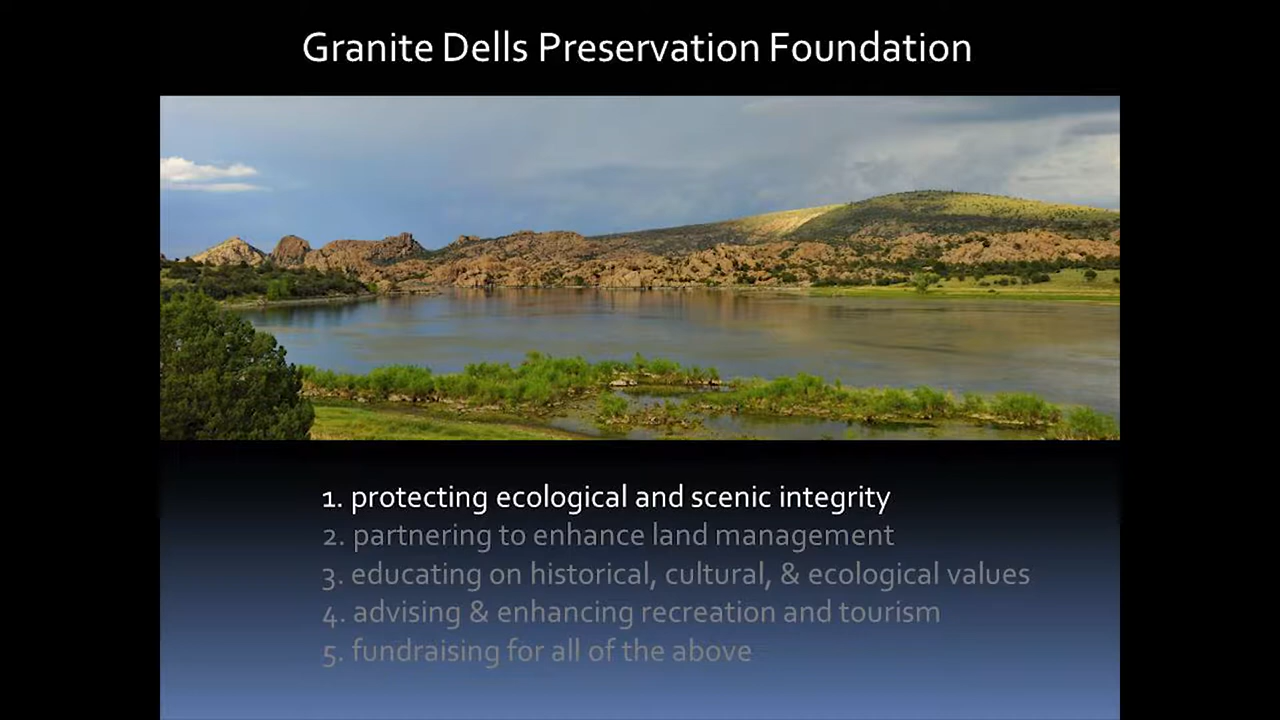 Granite Dells Preservation Foundation
1. protecting ecological and scenic integrity
2. partnering to enhance land management
3. educating on historical, cultural, & ecological values
4. advising & enhancing recreation and tourism
5. fundraising for all of the above